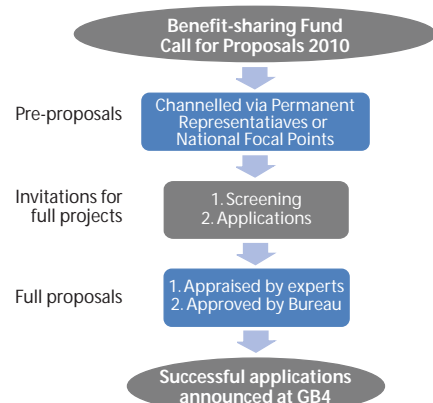 Benefit-sharing Fund
Call for Proposals 2010
Pre-proposals
Channelled via Permanent
Representatiaves or
National Focal Points
Invitations for
full projects
1. Screening
2. Applications
Full proposals
1. Appraised by experts
2. Approved by Bureau
Successful applications
announced at GB4